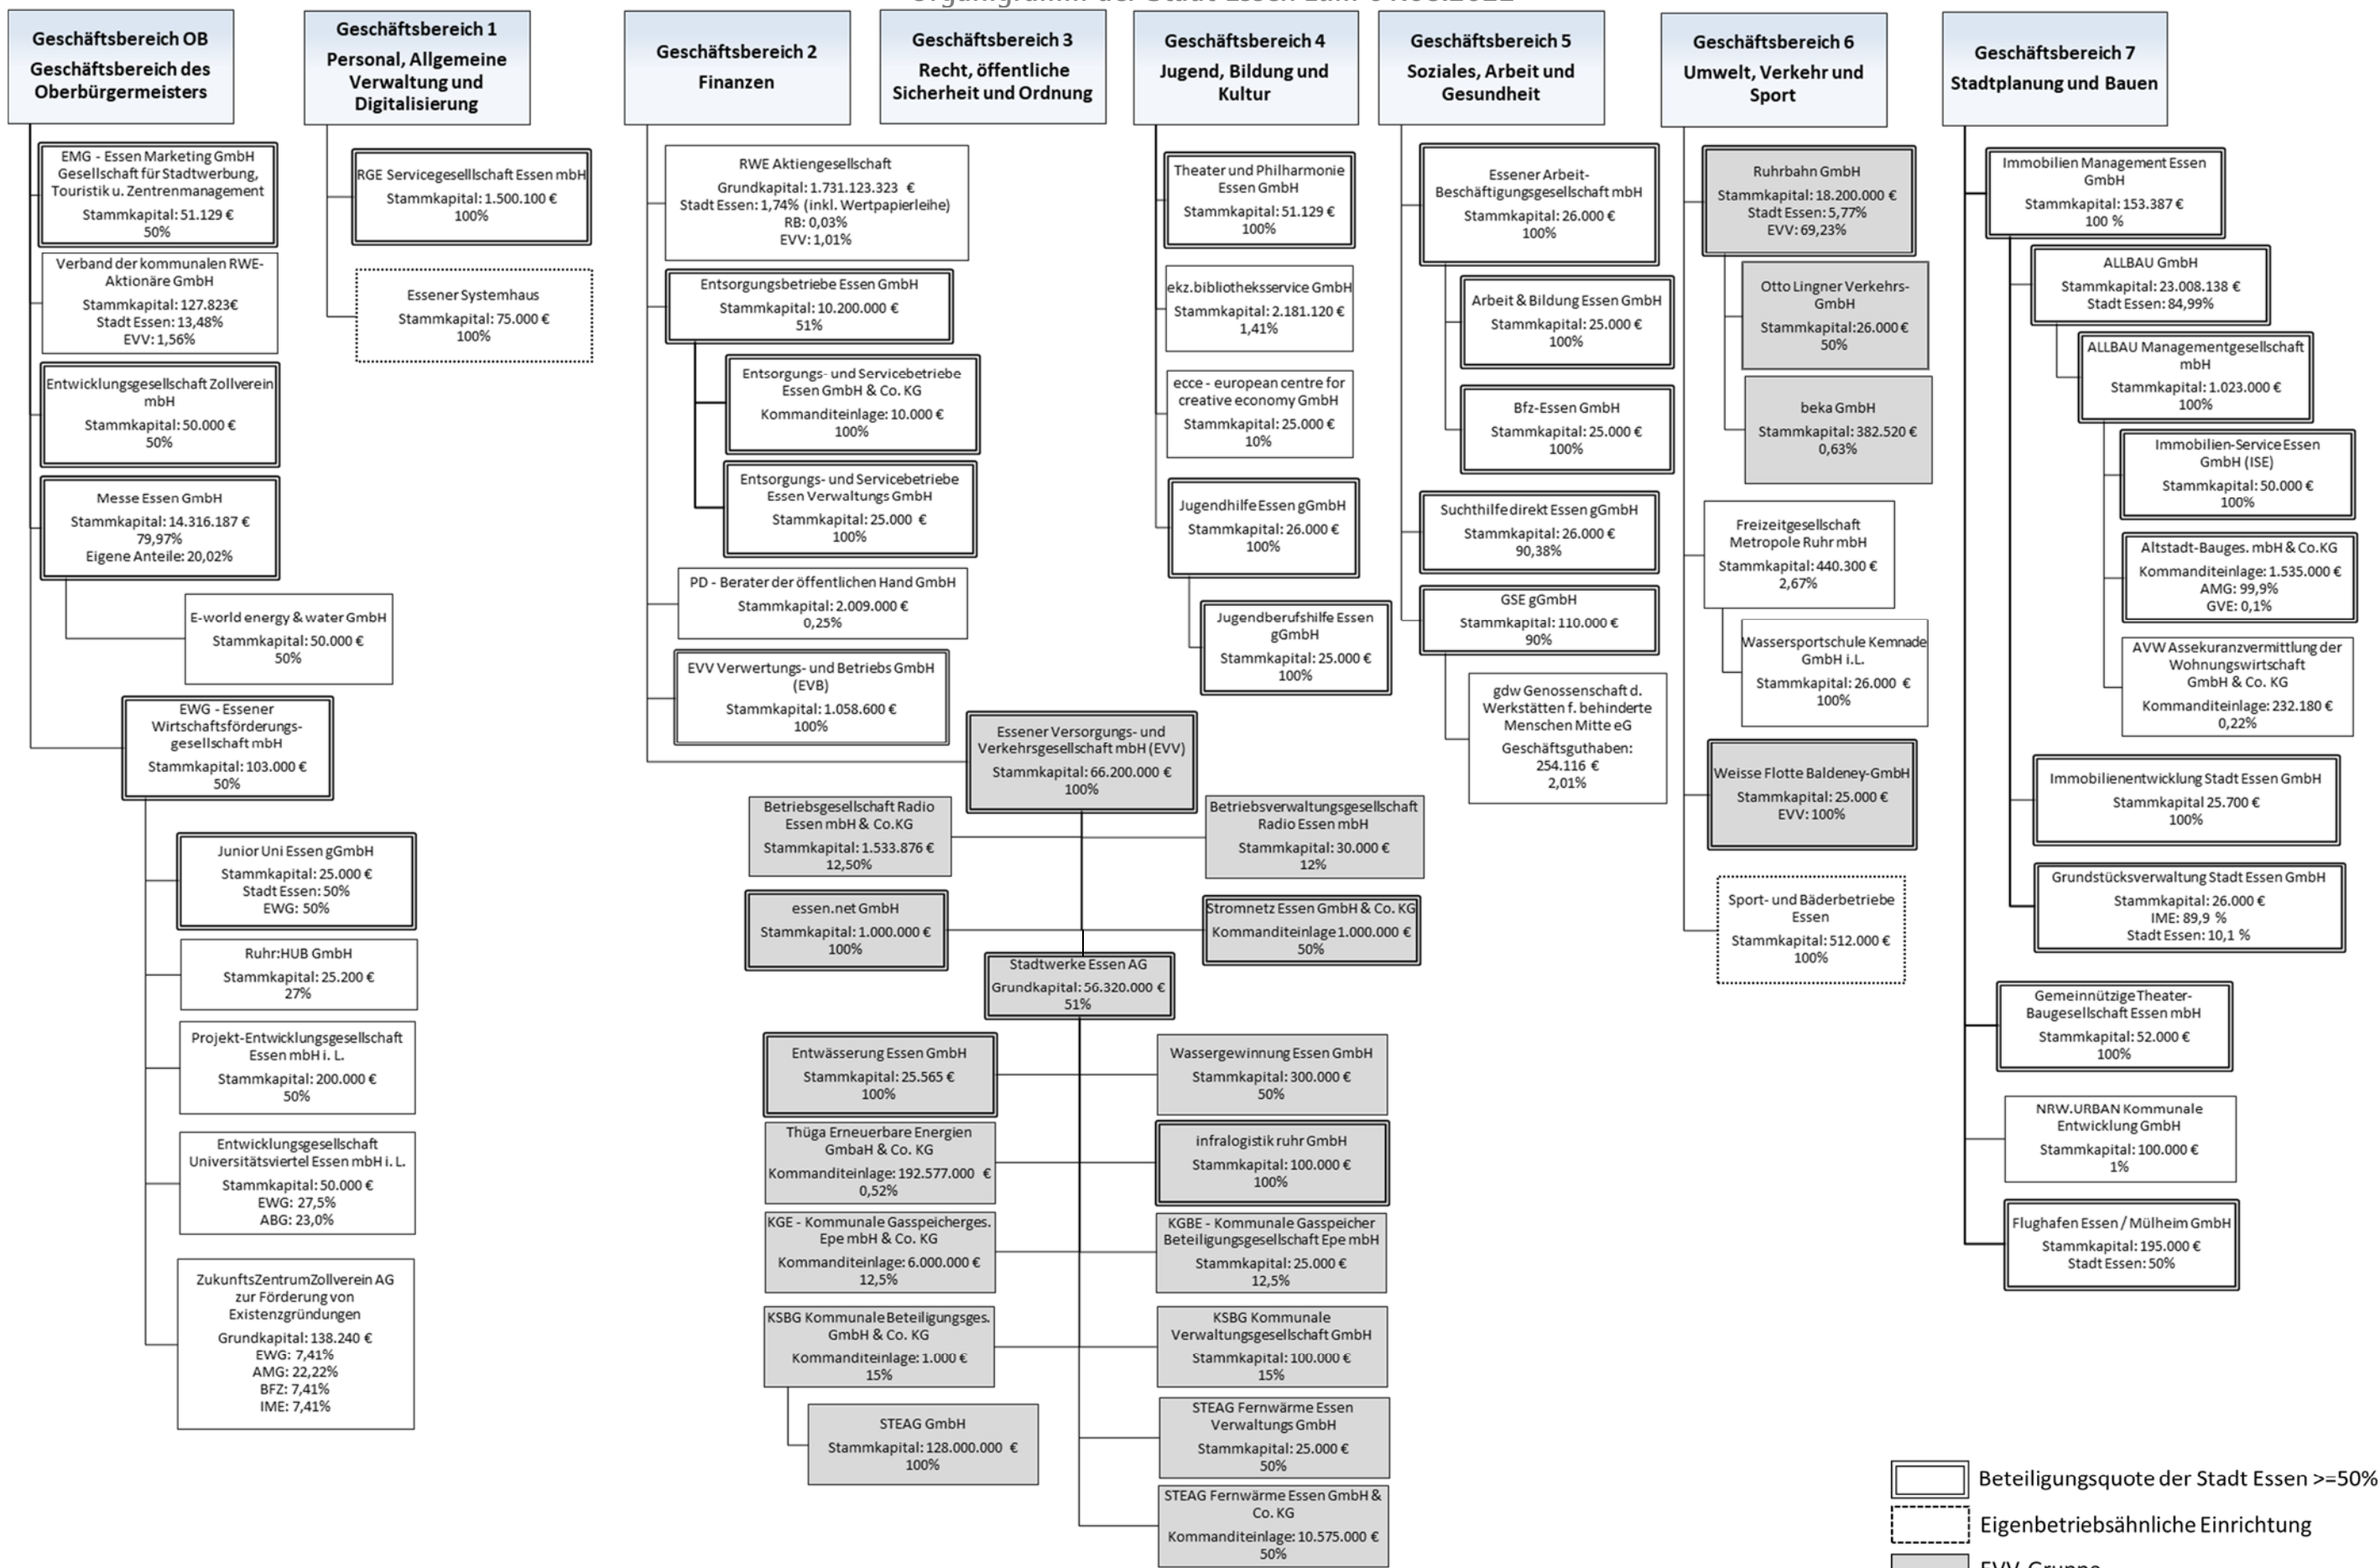 Geschäftsbereich OB
Geschäftsbereich des
Oberbürgermeisters
EMG - Essen Marketing GmbH
Gesellschaft für Stadtwerbung,
Touristik u. Zentrenmanagement
Stammkapital: 51.129 €
50%
Verband der kommunalen RWE-
Aktionäre GmbH
Stammkapital: 127.823€
Stadt Essen: 13,48%
EVV: 1,56%
Entwicklungsgesellschaft Zollverein
mbH
Stammkapital: 50.000 €
50%
Messe Essen GmbH
Stammkapital: 14.316.187 €
79,97%
Eigene Anteile: 20,02%
E-world energy & water GmbH
Stammkapital: 50.000 €
50%
EWG - Essener
Wirtschaftsförderungs-
gesellschaft mbH
Stammkapital: 103.000 €
50%
Junior Uni Essen gGmbH
Stammkapital: 25.000 €
Stadt Essen: 50%
EWG: 50%
Ruhr:HUB GmbH
Stammkapital: 25.200 €
27%
Projekt-Entwicklungsgesellschaft
Essen mbH i. L.
Stammkapital: 200.000 €
50%
Entwicklungsgesellschaft
Universitätsviertel Essen mbH i. L.
Stammkapital: 50.000 €
EWG: 27,5%
ABG: 23,0%
ZukunftsZentrumZollverein AG
zur Förderung von
Existenzgründungen
Grundkapital: 138.240 €
EWG: 7,41%
AMG: 22,22%
BFZ: 7,41%
IME: 7,41%
Geschäftsbereich 1
Personal, Allgemeine
Verwaltung und
Digitalisierung
RGE Servicegesellschaft Essen mbH
Stammkapital: 1.500.100 €
100%
Essener Systemhaus
Stammkapital: 75.000 €
100%
Geschäftsbereich 2
Finanzen
RWE Aktiengesellschaft
Grundkapital: 1.731.123.323 €
Stadt Essen: 1,74% (inkl. Wertpapierleihe)
RB: 0,03%
EVV: 1,01%
Entsorgungsbetriebe Essen GmbH
Stammkapital: 10.200.000 €
51%
Entsorgungs- und Servicebetriebe
Essen GmbH & Co. KG
Kommanditeinlage: 10.000 €
100%
Entsorgungs- und Servicebetriebe
Essen Verwaltungs GmbH
Stammkapital: 25.000 €
100%
PD - Berater der öffentlichen Hand GmbH
Stammkapital: 2.009.000 €
0,25%
EVV Verwertungs- und Betriebs GmbH
(EVB)
Stammkapital: 1.058.600 €
100%
Essener Versorgungs- und
Verkehrsgesellschaft mbH (EVV)
Stammkapital: 66.200.000 €
100%
Betriebsgesellschaft Radio
Essen mbH & Co.KG
Stammkapital: 1.533.876 €
12,50%
Betriebsverwaltungsgesellschaft
Radio Essen mbH
Stammkapital: 30.000 €
12%
essen.net GmbH
Stammkapital: 1.000.000 €
100%
Stromnetz Essen GmbH & Co. KG
Kommanditeinlage 1.000.000 €
50%
Stadtwerke Essen AG
Grundkapital: 56.320.000 €
51%
Entwässerung Essen GmbH
Stammkapital: 25.565 €
100%
Wassergewinnung Essen GmbH
Stammkapital: 300.000 €
50%
Thüga Erneuerbare Energien
GmbaH & Co. KG
Kommanditeinlage: 192.577.000 €
0,52%
infralogistik ruhr GmbH
Stammkapital: 100.000 €
100%
KGE - Kommunale Gasspeicherges.
Epe mbH & Co. KG
Kommanditeinlage: 6.000.000 €
12,5%
KGBE - Kommunale Gasspeicher
Beteiligungsgesellschaft Epe mbH
Stammkapital: 25.000 €
12,5%
KSBG Kommunale Beteiligungsges.
GmbH & Co. KG
Kommanditeinlage: 1.000 €
15%
KSBG Kommunale
Verwaltungsgesellschaft GmbH
Stammkapital: 100.000 €
15%
STEAG GmbH
Stammkapital: 128.000.000 €
100%
STEAG Fernwärme Essen
Verwaltungs GmbH
Stammkapital: 25.000 €
50%
STEAG Fernwärme Essen GmbH &
Co. KG
Kommanditeinlage: 10.575.000 €
50%
Geschäftsbereich 3
Recht, öffentliche
Sicherheit und Ordnung
Geschäftsbereich 4
Jugend, Bildung und
Kultur
Theater und Philharmonie
Essen GmbH
Stammkapital: 51.129 €
100%
ekz.bibliotheksservice GmbH
Stammkapital: 2.181.120 €
1,41%
ecce - european centre for
creative economy GmbH
Stammkapital: 25.000 €
10%
Jugendhilfe Essen gGmbH
Stammkapital: 26.000 €
100%
Jugendberufshilfe Essen
gGmbH
Stammkapital: 25.000 €
100%
Geschäftsbereich 5
Soziales, Arbeit und
Gesundheit
Essener Arbeit-
Beschäftigungsgesellschaft mbH
Stammkapital: 26.000 €
100%
Arbeit & Bildung Essen GmbH
Stammkapital: 25.000 €
100%
Bfz-Essen GmbH
Stammkapital: 25.000 €
100%
Suchthilfe direkt Essen gGmbH
Stammkapital: 26.000 €
90,38%
GSE gGmbH
Stammkapital: 110.000 €
90%
gdw Genossenschaft d.
Werkstätten f. behinderte
Menschen Mitte eG
Geschäftsguthaben:
254.116 €
2,01%
Geschäftsbereich 6
Umwelt, Verkehr und
Sport
Ruhrbahn GmbH
Stammkapital: 18.200.000 €
Stadt Essen: 5,77%
EVV: 69,23%
Otto Lingner Verkehrs-
GmbH
Stammkapital:26.000 €
50%
beka GmbH
Stammkapital: 382.520 €
0,63%
Freizeitgesellschaft
Metropole Ruhr mbH
Stammkapital: 440.300 €
2,67%
Wassersportschule Kemnade
GmbH i.L.
Stammkapital: 26.000 €
100%
Weisse Flotte Baldeney-GmbH
Stammkapital: 25.000 €
EVV: 100%
Sport- und Bäderbetriebe
Essen
Stammkapital: 512.000 €
100%
Geschäftsbereich 7
Stadtplanung und Bauen
Immobilien Management Essen
GmbH
Stammkapital: 153.387 €
100 %
ALLBAU GmbH
Stammkapital: 23.008.138 €
Stadt Essen: 84,99%
ALLBAU Managementgesellschaft
mbH
Stammkapital: 1.023.000 €
100%
Immobilien-Service Essen
GmbH (ISE)
Stammkapital: 50.000 €
100%
Altstadt-Bauges. mbH & Co.KG
Kommanditeinlage: 1.535.000 €
AMG: 99,9%
GVE: 0,1%
AVW Assekuranzvermittlung der
Wohnungswirtschaft
GmbH & Co. KG
Kommanditeinlage: 232.180 €
0,22%
Immobilienentwicklung Stadt Essen GmbH
Stammkapital 25.700 €
100%
Grundstücksverwaltung Stadt Essen GmbH
Stammkapital: 26.000 €
IME: 89,9 %
Stadt Essen: 10,1 %
Gemeinnützige Theater-
Baugesellschaft Essen mbH
Stammkapital: 52.000 €
100%
NRW.URBAN Kommunale
Entwicklung GmbH
Stammkapital: 100.000 €
1%
Flughafen Essen / Mülheim GmbH
Stammkapital: 195.000 €
Stadt Essen: 50%
Beteiligungsquote der Stadt Essen >=50%
Eigenbetriebsähnliche Einrichtung
EVV-Gruppe